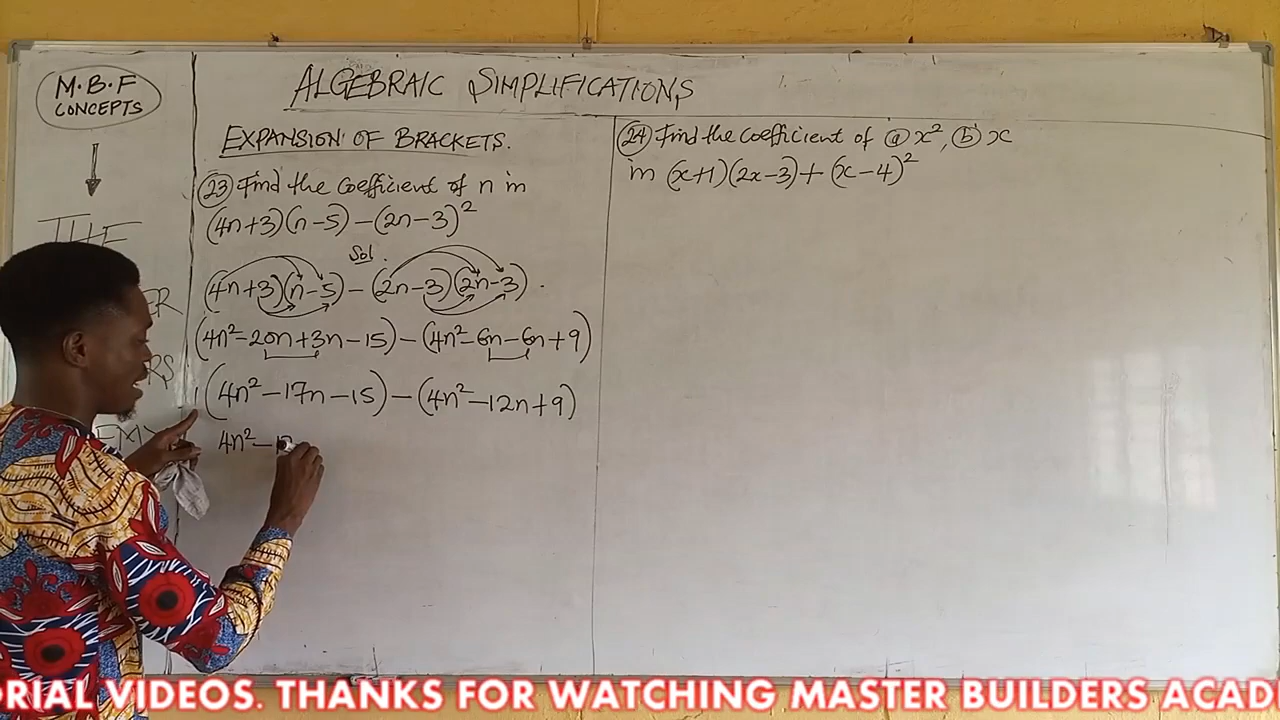 M.B.F
CONCEPTS
THE
ALGEBRAIC SIMPLIFICATIONS
EXPANSION OF BRACKETS.
(23) Find the coefficient of n in
(4n+3)(n-5)-(2n-3)²
Sol.
(4n+3)(n-5)-(2n-3)(2n-3).
(4n²-20n+3n-15)-(4n²-6n-6n+9)
1(4n²-17n-15)-(4n²-12n+9)
4n²-1
(24) Find the coefficient of (a) x², (b) x
in (x+1)(2x-3)+(x-4)²
VIDEOS. THANKS FOR WATCHING MASTER BUILDERS